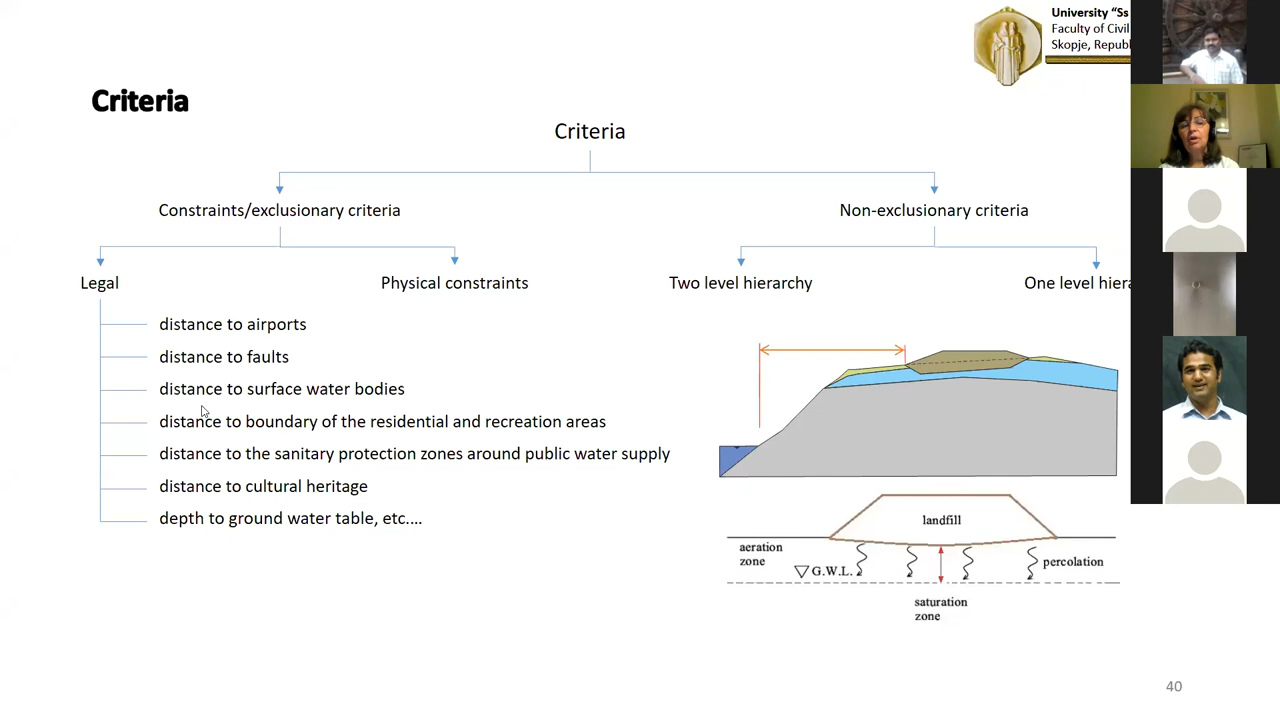 University “Ss
Faculty of Civil
Skopje, Republ
Criteria
Criteria
Constraints/exclusionary criteria
Non-exclusionary criteria
Legal
Physical constraints
Two level hierarchy
One level hiera
distance to airports
distance to faults
distance to surface water bodies
distance to boundary of the residential and recreation areas
distance to the sanitary protection zones around public water supply
distance to cultural heritage
depth to ground water table, etc.…
landfill
aeration
zone
G.W.L.
percolation
saturation
zone
40